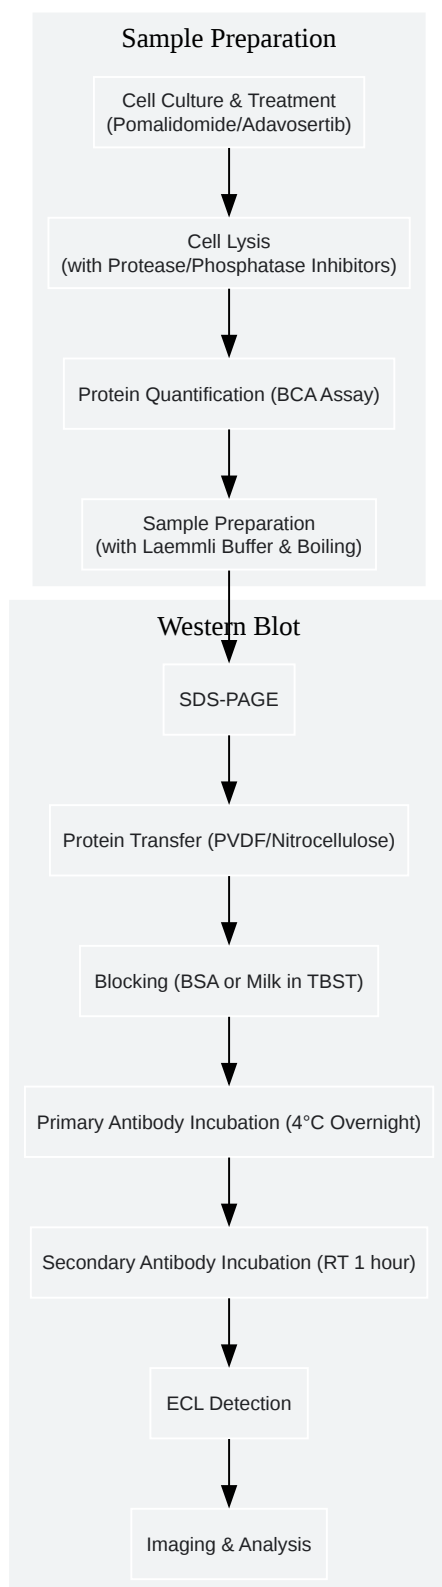 Sample Preparation
Cell Culture & Treatment
(Pomalidomide/Adavosertib)
Cell Lysis
(with Protease/Phosphatase Inhibitors)
Protein Quantification (BCA Assay)
Sample Preparation
(with Laemmli Buffer & Boiling)
Western Blot
SDS-PAGE
Protein Transfer (PVDF/Nitrocellulose)
Blocking (BSA or Milk in TBST)
Primary Antibody Incubation (4°C Overnight)
Secondary Antibody Incubation (RT 1 hour)
ECL Detection
Imaging & Analysis